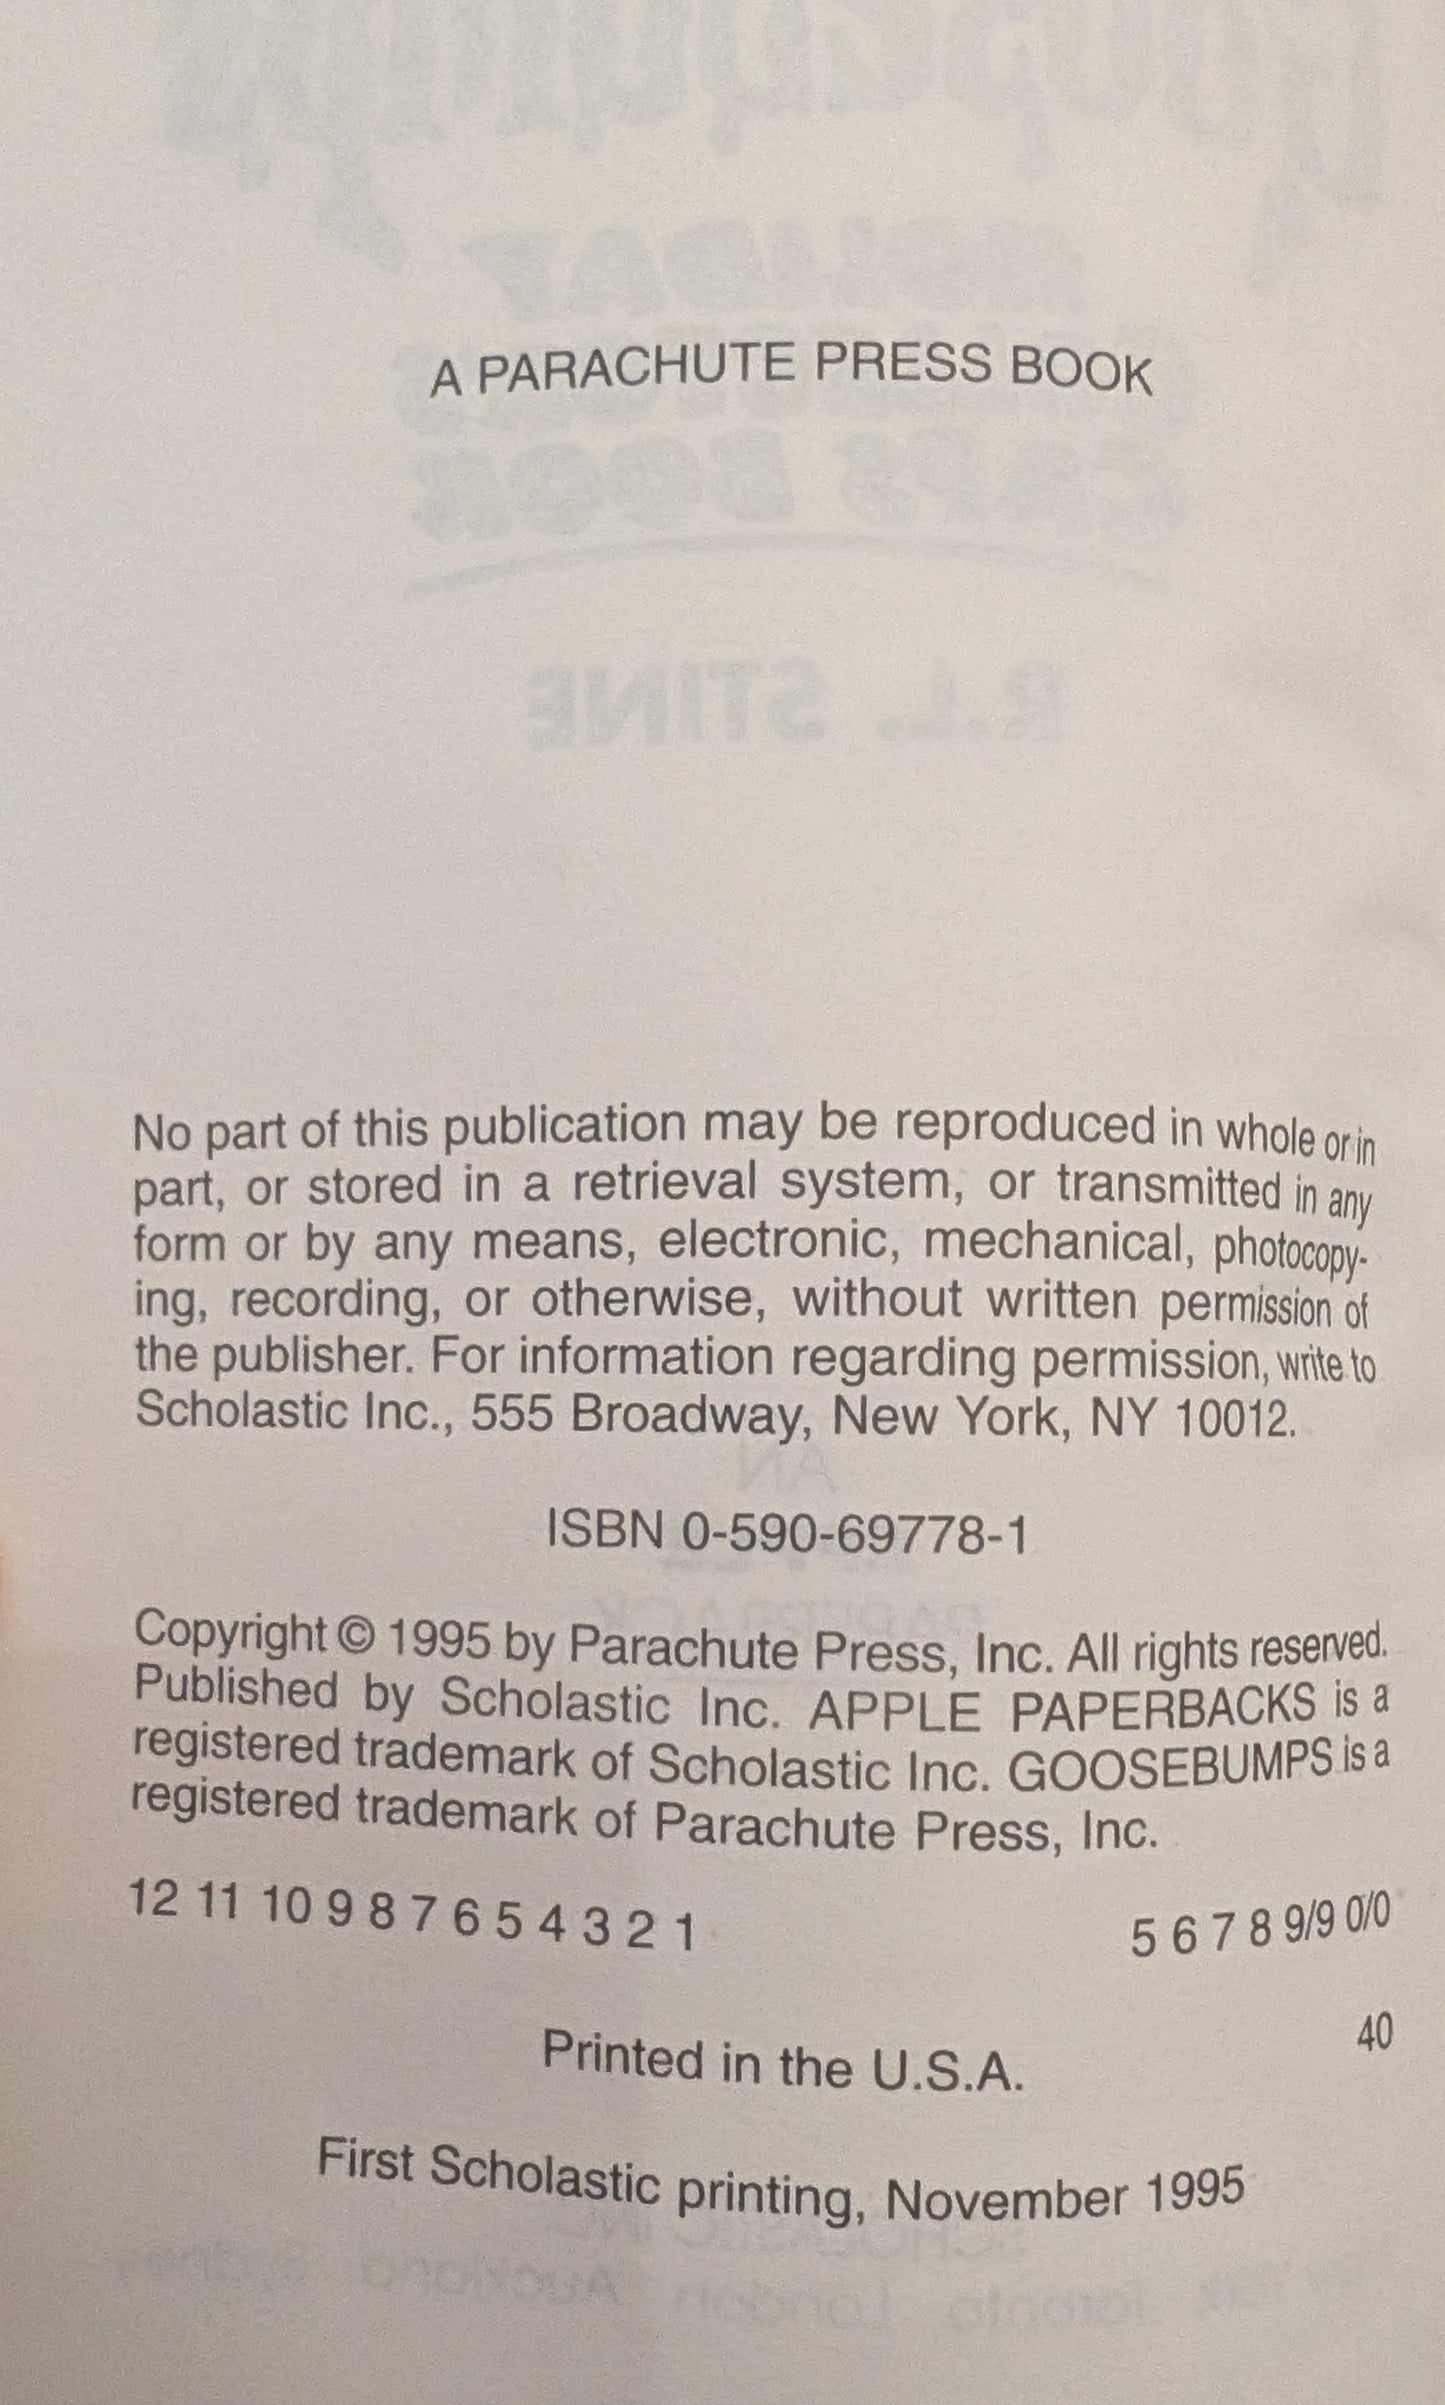 A PARACHUTE PRESS BOOK
R.L. STINE
No part of this publication may be reproduced in whole or in
part, or stored in a retrieval system, or transmitted in any
form or by any means, electronic, mechanical, photocopy-
ing, recording, or otherwise, without written permission of
the publisher. For information regarding permission, write to
Scholastic Inc., 555 Broadway, New York, NY 10012.
ISBN 0-590-69778-1
Copyright © 1995 by Parachute Press, Inc. All rights reserved.
Published by Scholastic Inc. APPLE PAPERBACKS is a
registered trademark of Scholastic Inc. GOOSEBUMPS is a
registered trademark of Parachute Press, Inc.
12 11 10 9 8 7 6 5 4 3 2 1 5 6 7 8 9/9 0/0
40
Printed in the U.S.A.
First Scholastic printing, November 1995